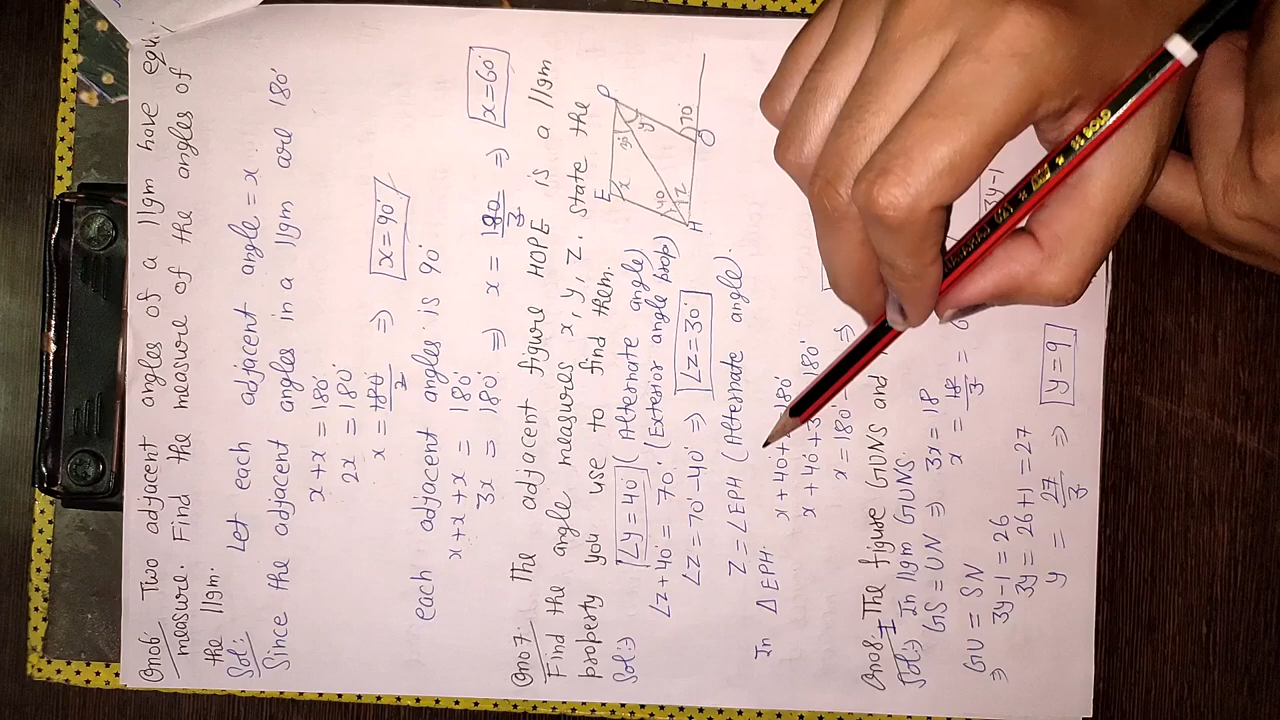 Qno6 Two adjacent angles of a ||gm have equ
measure. Find the measure of the angles of
the ||gm.
Sol:- Let each adjacent angle = x
Since the adjacent angles in a ||gm are 180°
x+x = 180°
2x = 180°
x = 180/2 ⇒ x=90°
each adjacent angles is 90°
x+x+x = 180°
3x = 180° ⇒ x = 180/3 ⇒ x=60°
Qno7. The adjacent figure HOPE is a ||gm
Find the angle measures x, y, z. State the
property you use to find them.
Sol:⇒ ∠y=40° (Alternate angle)
∠z+40° = 70° (Exterior angle prop)
∠z = 70°-40° ⇒ ∠z=30°
z = ∠EPH (Alternate angle).
In ΔEPH
x+40+ 180°
x+40+3 180°
x = 180°- ⇒
E P
x 30° y
40° z
H O 70°
Qno8:- The figure GUNS and
Sol:⇒ In ||gm GUNS.
GS = UN ⇒ 3x = 18
x = 18/3 = 6
GU = SN
⇒ 3y-1 = 26
3y = 26+1 = 27
y = 27/3 ⇒ y=9
3y-1
GOLD